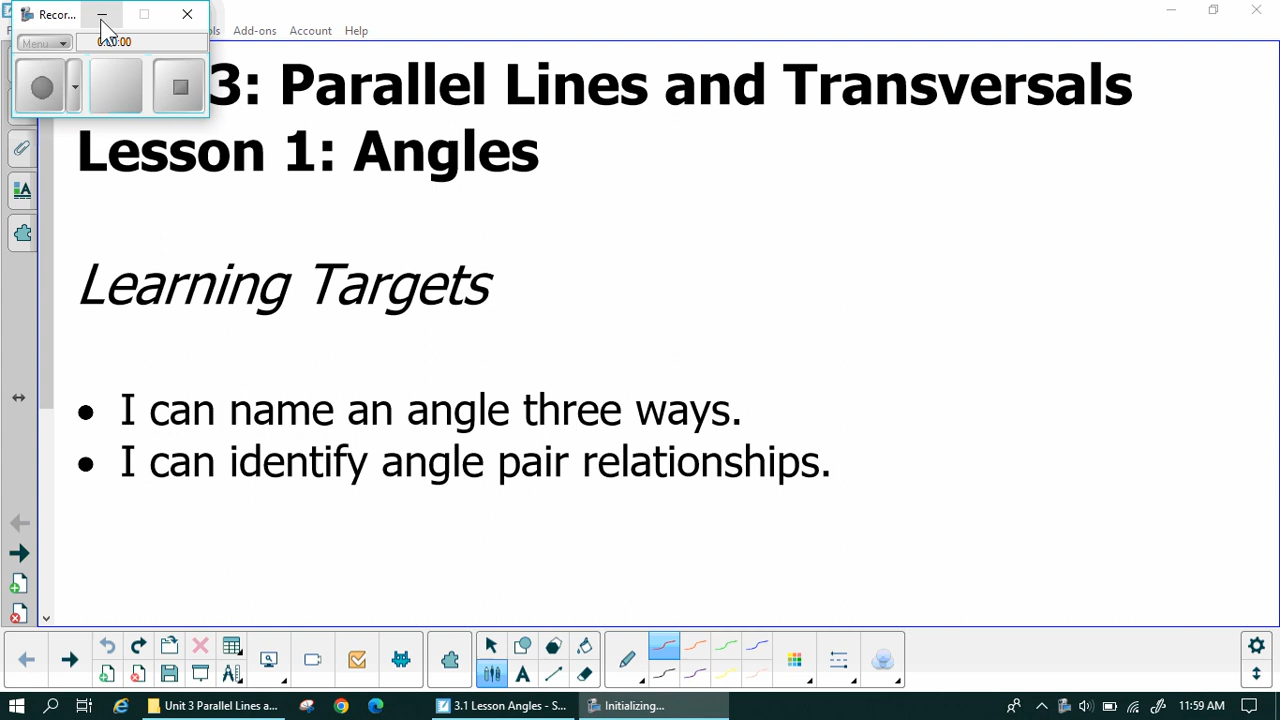 Recor...
Menu
Add-ons Account Help
3: Parallel Lines and Transversals
Lesson 1: Angles
Learning Targets
• I can name an angle three ways.
• I can identify angle pair relationships.
Unit 3 Parallel Lines a...
3.1 Lesson Angles - S...
Initializing...
11:59 AM